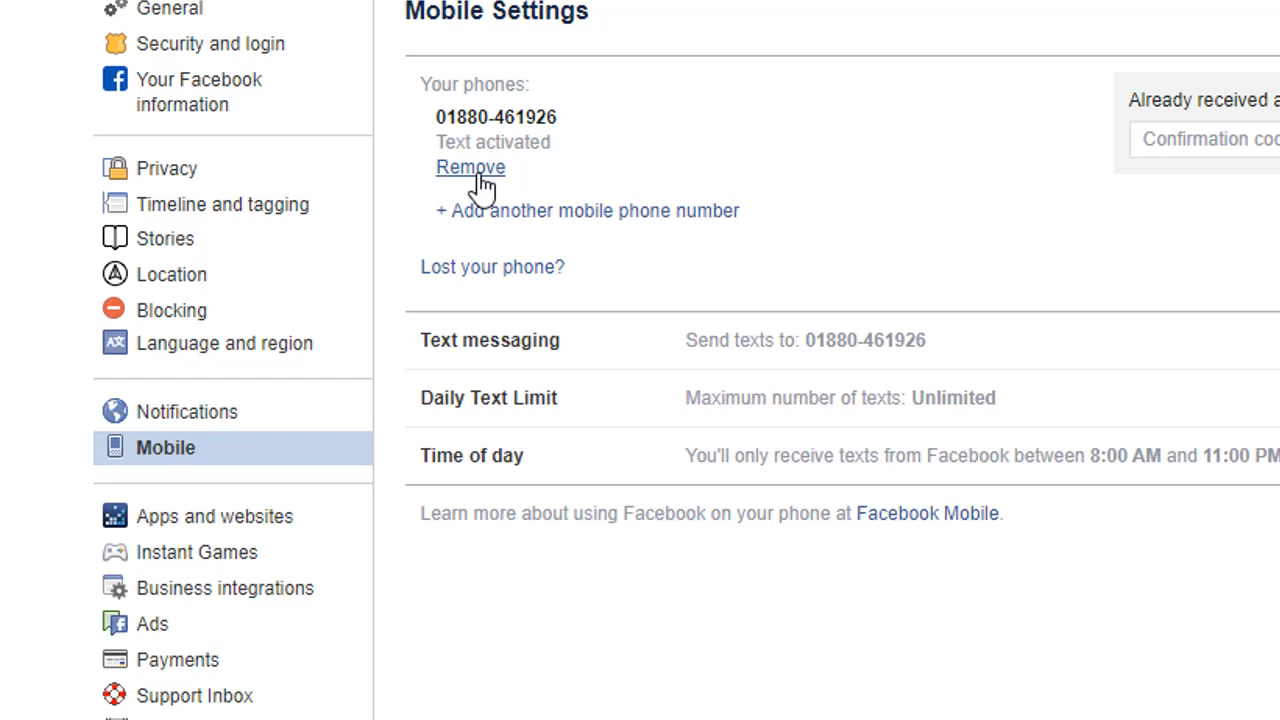 General
Security and login
Your Facebook
information
Privacy
Timeline and tagging
Stories
Location
Blocking
Language and region
Notifications
Mobile
Apps and websites
Instant Games
Business integrations
Ads
Payments
Support Inbox
Mobile Settings
Your phones:
01880-461926
Text activated
Remove
+ Add another mobile phone number
Lost your phone?
Already received a
Confirmation cod
Text messaging Send texts to: 01880-461926
Daily Text Limit Maximum number of texts: Unlimited
Time of day You'll only receive texts from Facebook between 8:00 AM and 11:00 PM
Learn more about using Facebook on your phone at Facebook Mobile.